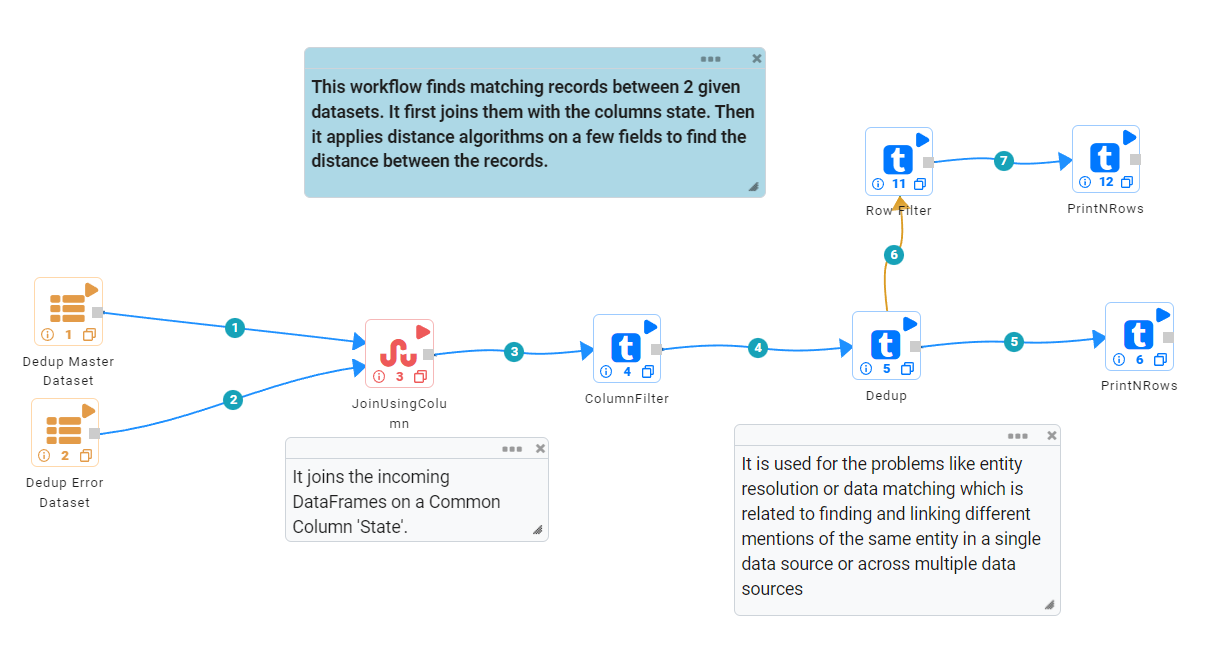 This workflow finds matching records between 2 given
datasets. It first joins them with the columns state. Then
it applies distance algorithms on a few fields to find the
distance between the records.
t
11
Row Filter
7
t
12
PrintNRows
6
1
Dedup Master
Dataset
1
2
Dedup Error
Dataset
2
3
JoinUsingColu
mn
3
t
4
ColumnFilter
4
t
5
Dedup
5
t
6
PrintNRows
It joins the incoming
DataFrames on a Common
Column 'State'.
It is used for the problems like entity
resolution or data matching which is
related to finding and linking different
mentions of the same entity in a single
data source or across multiple data
sources